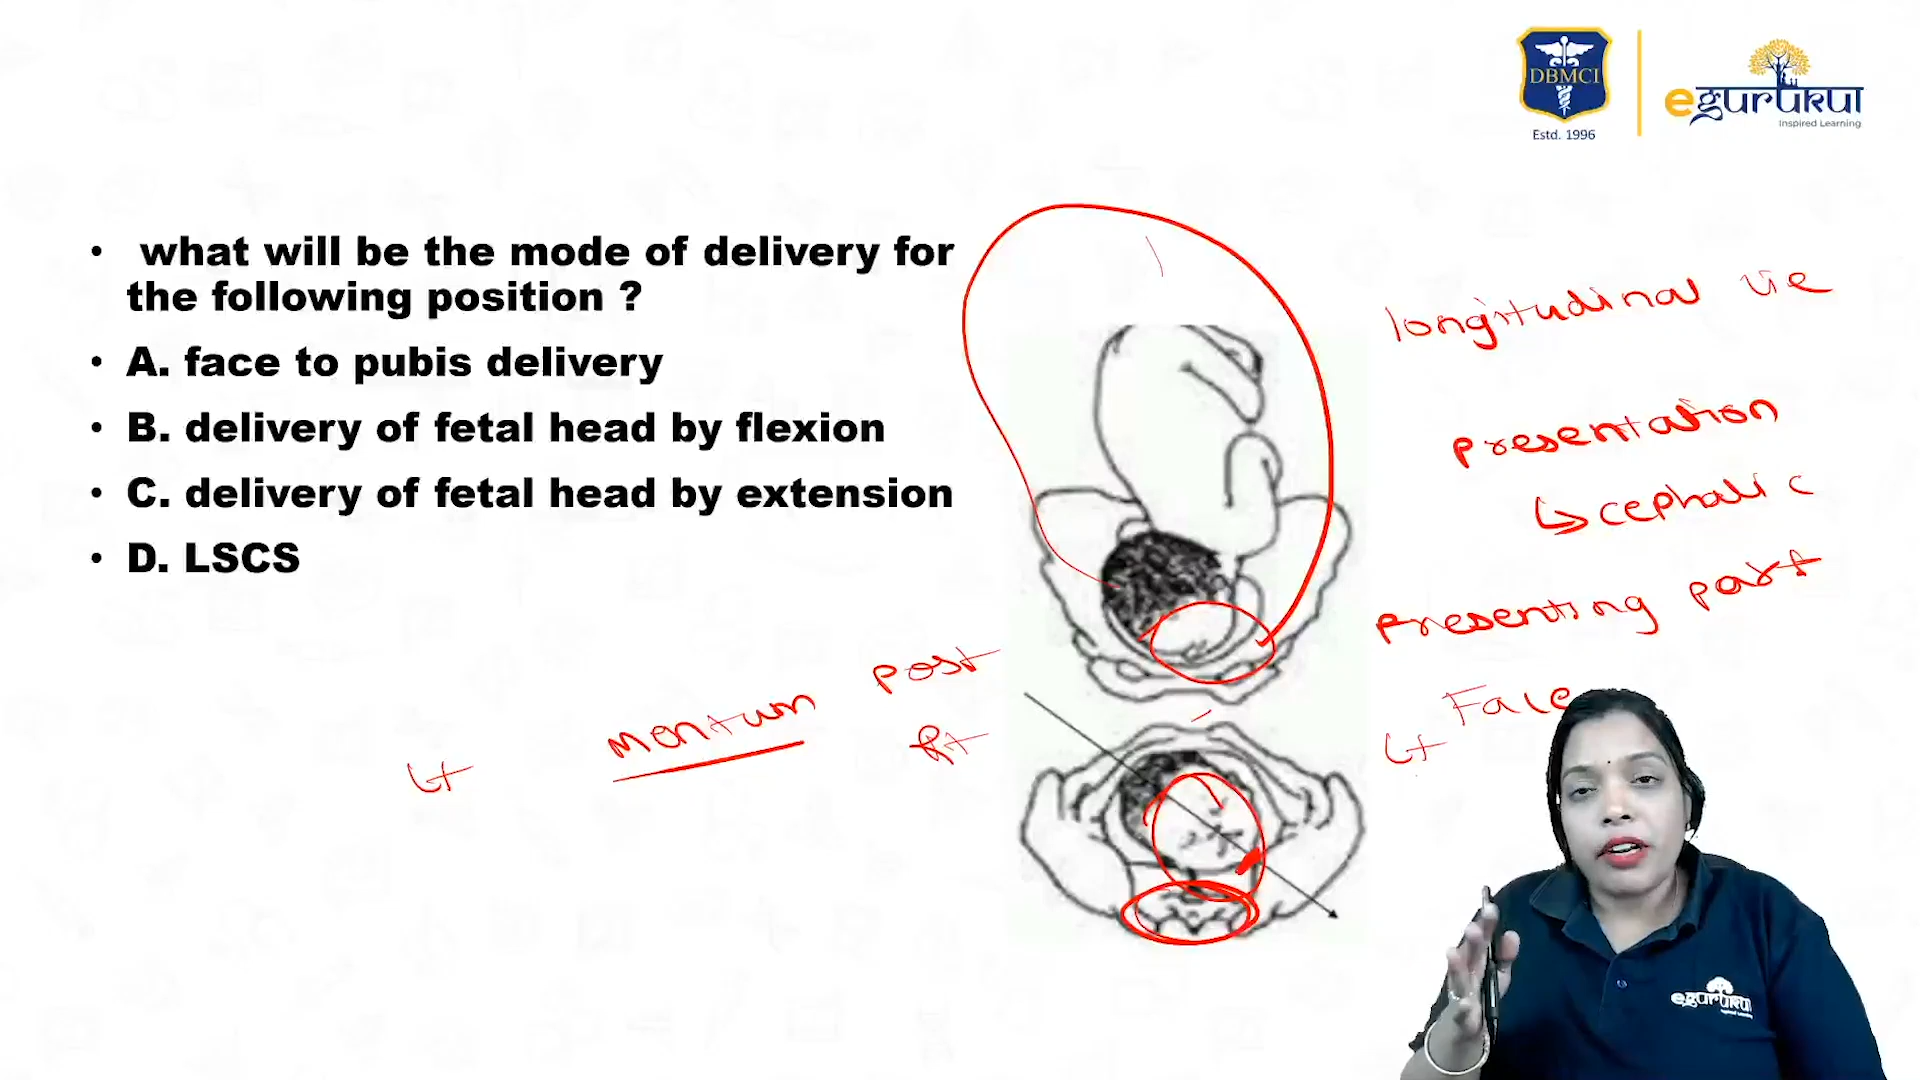 DBMCI
Estd. 1996
egurukul
Inspired Learning
• what will be the mode of delivery for
the following position ?
• A. face to pubis delivery
• B. delivery of fetal head by flexion
• C. delivery of fetal head by extension
• D. LSCS
longitudinal lie
presentation
↳ cephalic
presenting part
Face
post
mentum
Rt
Lt
Lt
egurukul